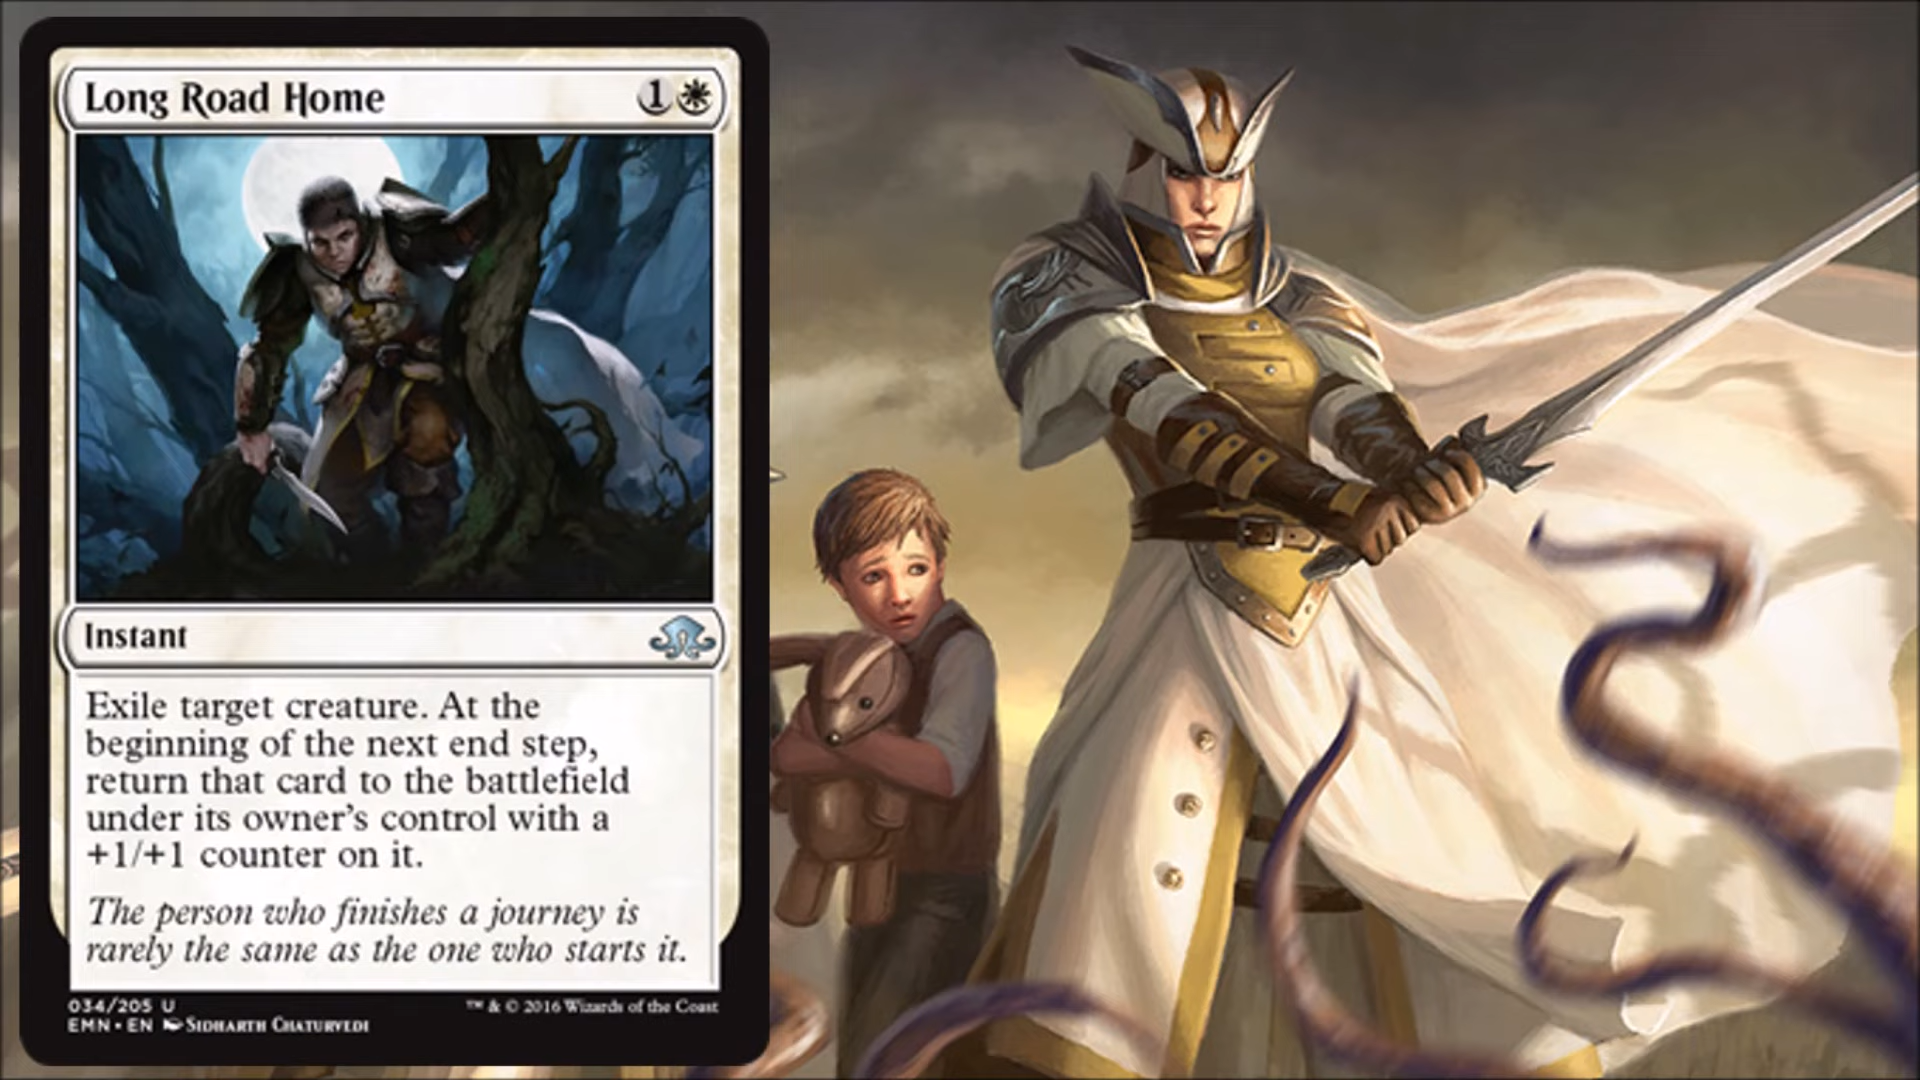 Long Road Home
1
Instant
Exile target creature. At the
beginning of the next end step,
return that card to the battlefield
under its owner's control with a
+1/+1 counter on it.
The person who finishes a journey is
rarely the same as the one who starts it.
034/205 U
™ & © 2016 Wizards of the Coast
EMN • EN Sidharth Chaturvedi